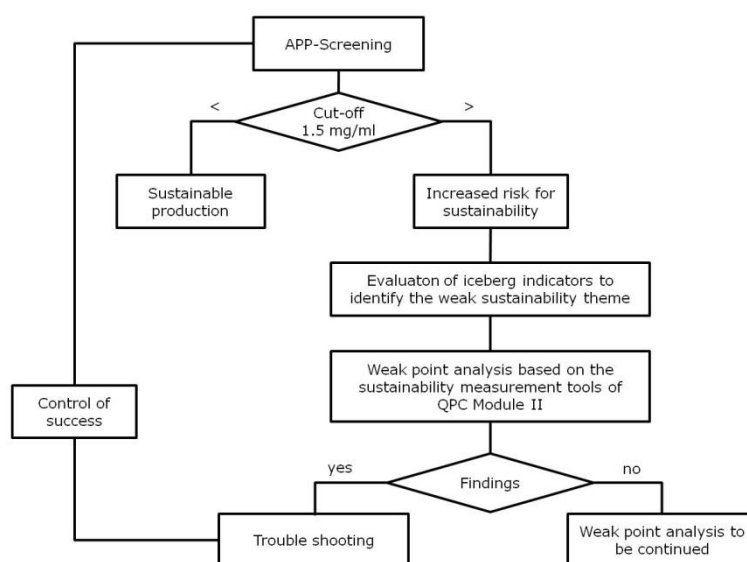 APP-Screening
<
Cut-off
1.5 mg/ml
>
Sustainable
production
Increased risk for
sustainability
Evaluaton of iceberg indicators to
identify the weak sustainability theme
Weak point analysis based on the
sustainability measurement tools of
QPC Module II
Control of
success
yes
Findings
no
Trouble shooting
Weak point analysis to
be continued